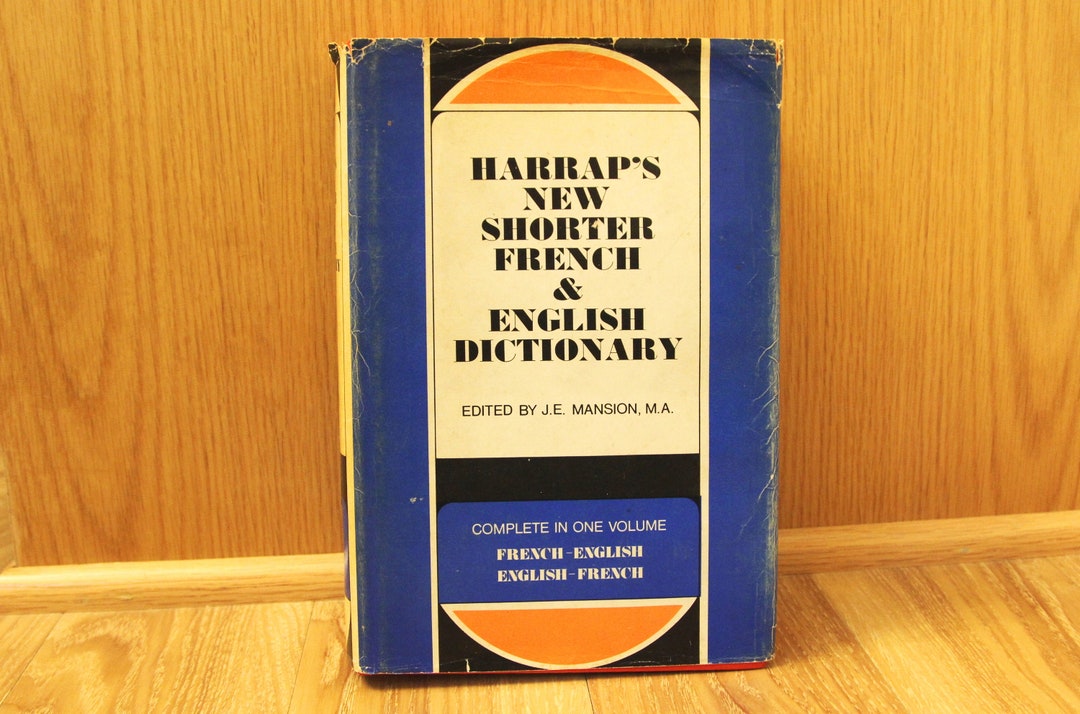 HARRAP'S
NEW
SHORTER
FRENCH
&
ENGLISH
DICTIONARY
EDITED BY J.E. MANSION, M.A.
COMPLETE IN ONE VOLUME
FRENCH-ENGLISH
ENGLISH-FRENCH